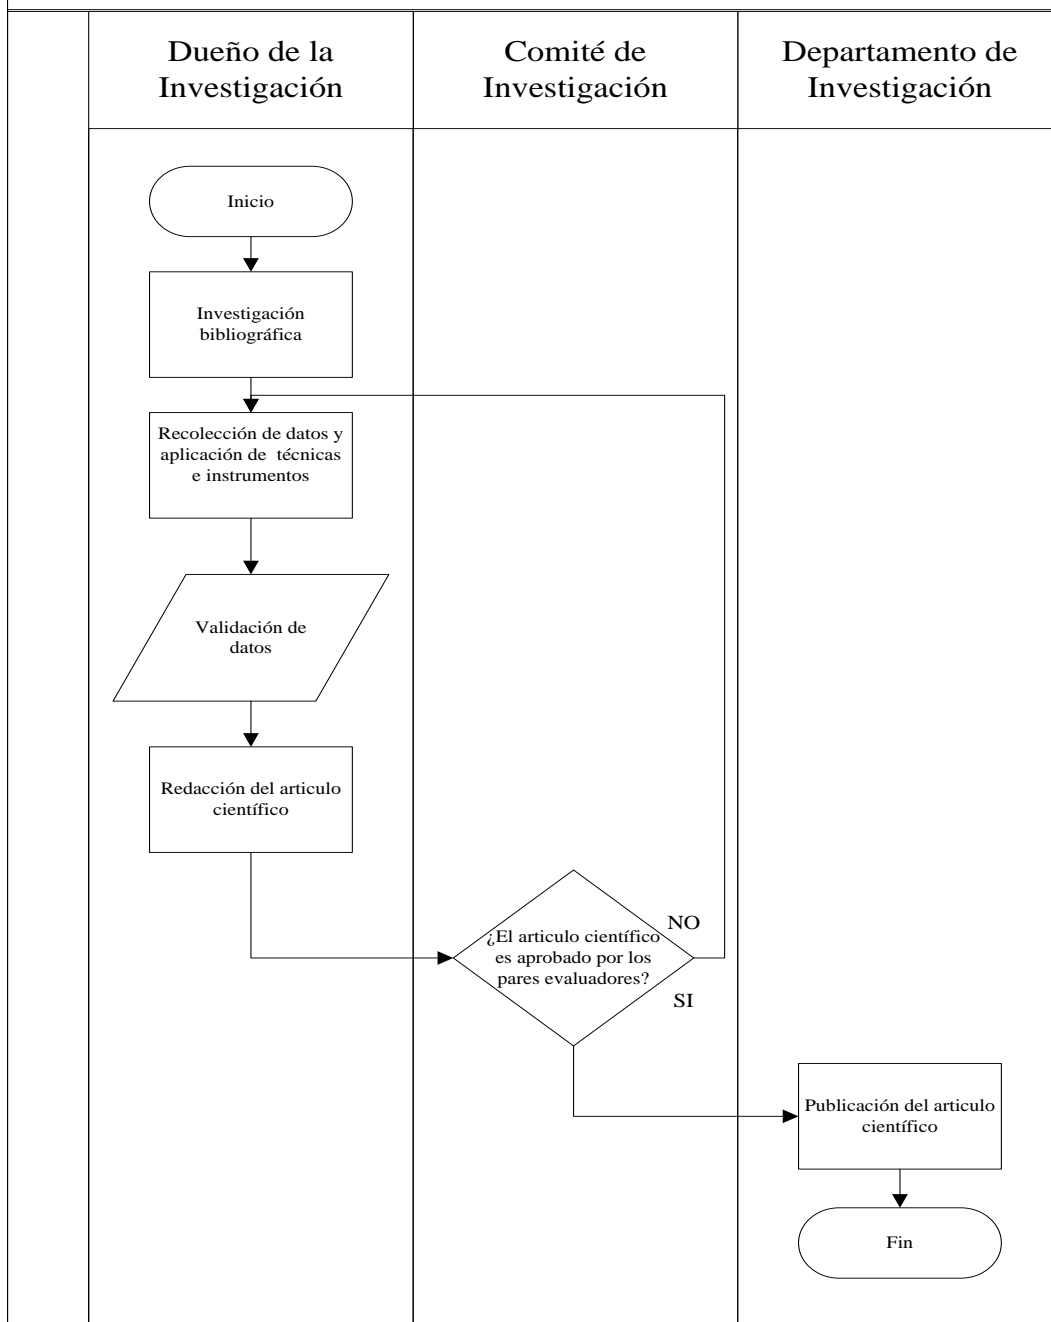 Dueño de la
Investigación
Comité de
Investigación
Departamento de
Investigación
Inicio
Investigación
bibliográfica
Recolección de datos y
aplicación de  técnicas
e instrumentos
Validación de
datos
Redacción del articulo
científico
¿El articulo científico
es aprobado por los
pares evaluadores?
NO
SI
Publicación del articulo
científico
Fin